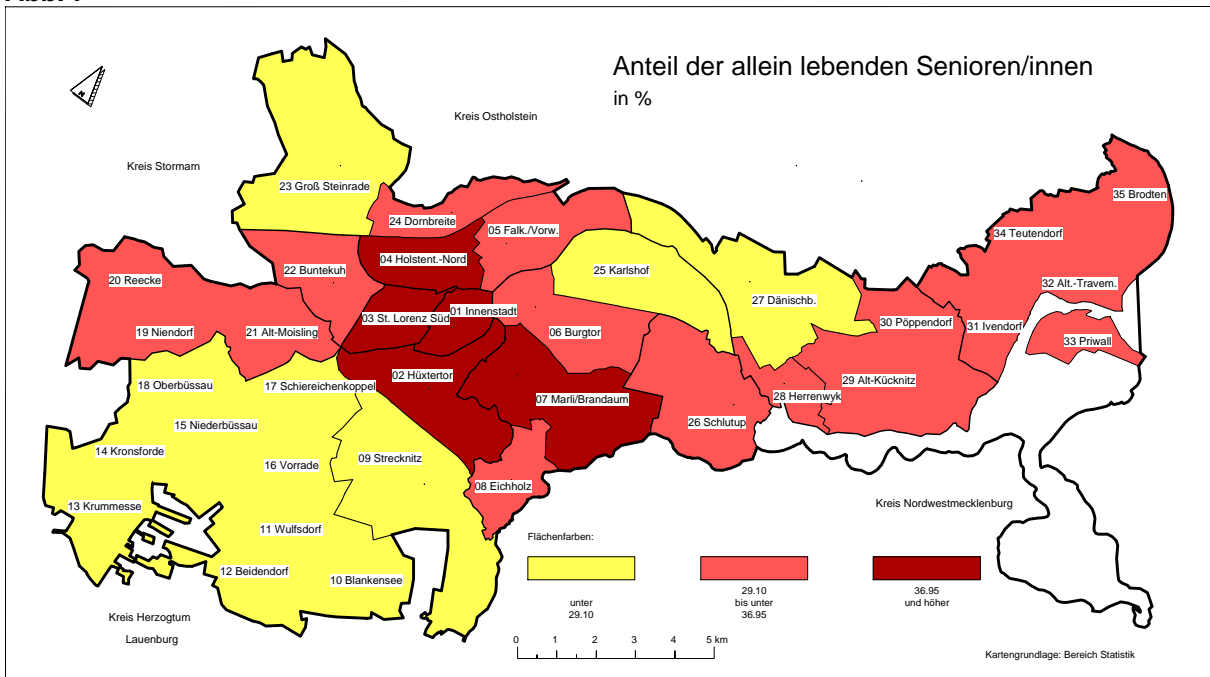 Anteil der allein lebenden Senioren/innen
in %
Kreis Ostholstein
Kreis Stormarn
23 Groß Steinrade
35 Brodten
24 Dornbreite
05 Falk./Vorw.
34 Teutendorf
04 Holstent.-Nord
22 Buntekuh
25 Karlshof
20 Reecke
32 Alt.-Travem.
27 Dänischb.
03 St. Lorenz Süd
01 Innenstadt
30 Pöppendorf
19 Niendorf
21 Alt-Moisling
06 Burgtor
31 Ivendorf
33 Priwall
02 Hüxtertor
29 Alt-Kücknitz
18 Oberbüssau
17 Schiereichenkoppel
28 Herrenwyk
07 Marli/Brandaum
26 Schlutup
15 Niederbüssau
14 Kronsforde
16 Vorrade
09 Strecknitz
08 Eichholz
13 Krummesse
Kreis Nordwestmecklenburg
11 Wulfsdorf
Flächenfarben:
12 Beidendorf
10 Blankensee
unter
29.10
29.10
bis unter
36.95
36.95
und höher
Kreis Herzogtum
Lauenburg
0 1 2 3 4 5 km
Kartengrundlage: Bereich Statistik